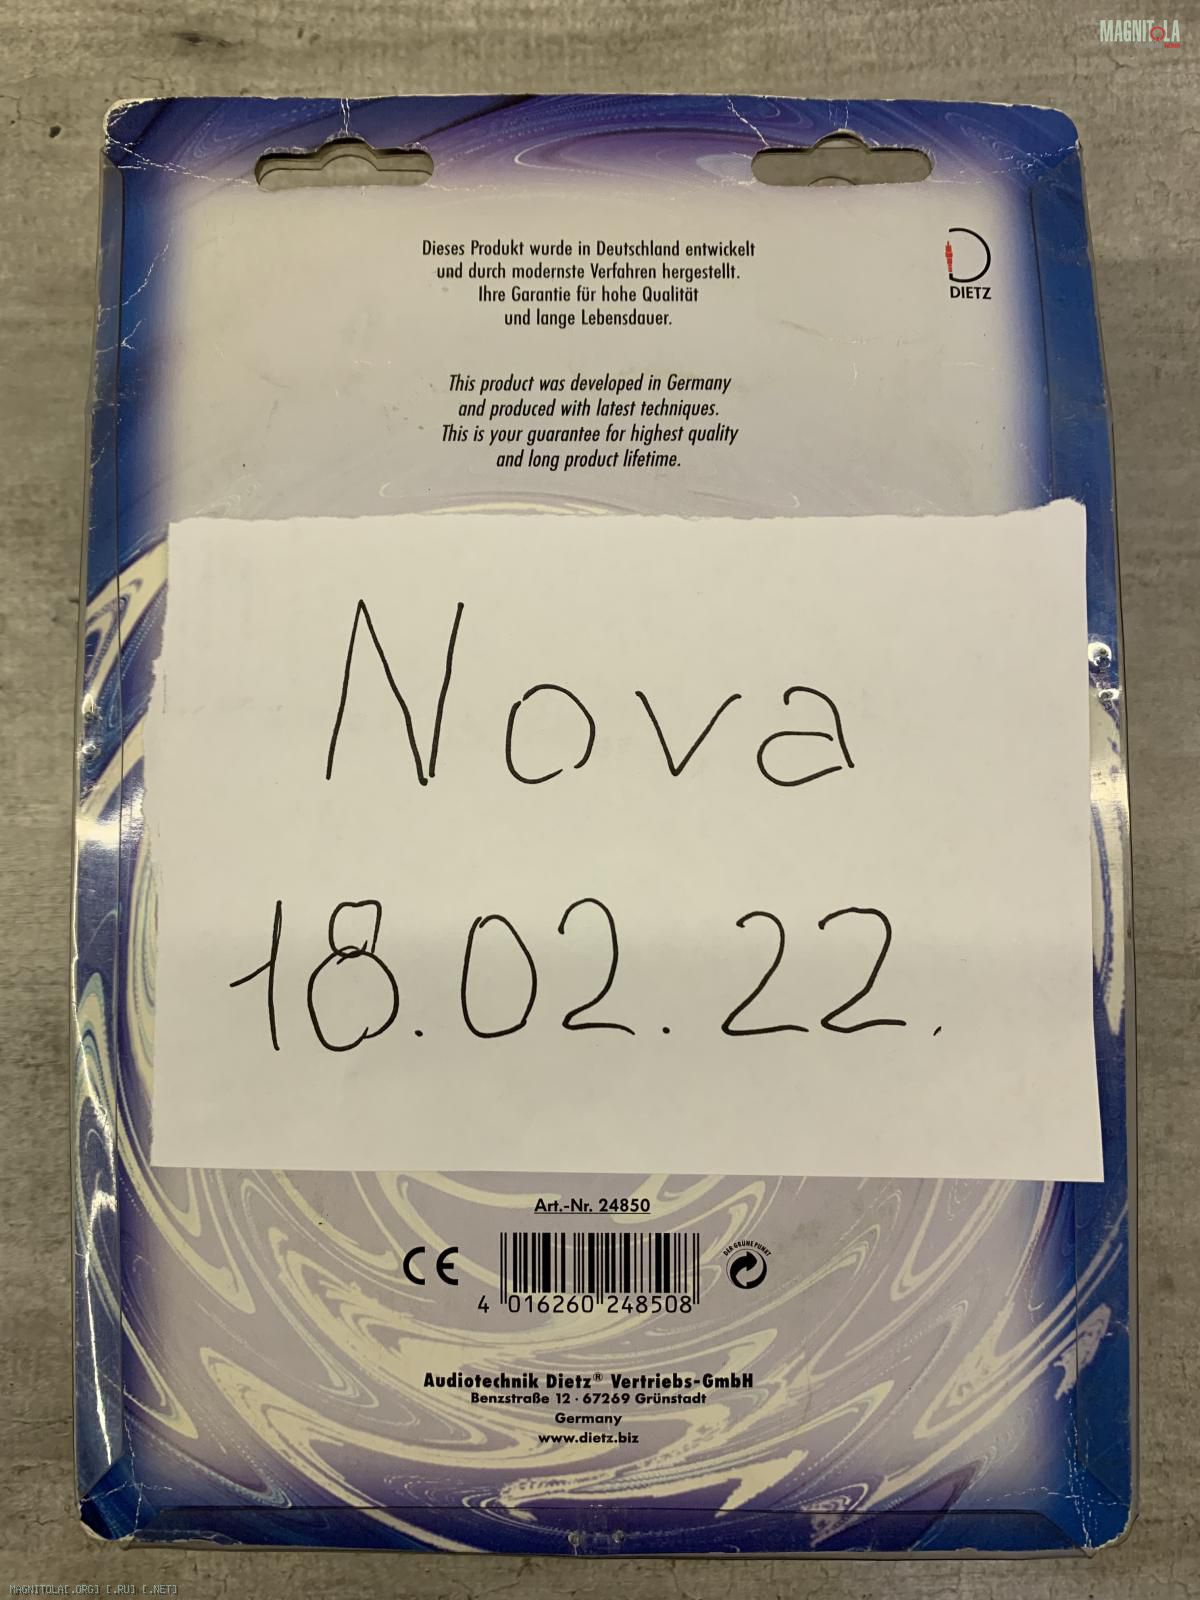 MAGNITOLA
Dieses Produkt wurde in Deutschland entwickelt
und durch modernste Verfahren hergestellt.
Ihre Garantie für hohe Qualität
und lange Lebensdauer.
DIETZ
This product was developed in Germany
and produced with latest techniques.
This is your guarantee for highest quality
and long product lifetime.
Nova
18.02.22.
Art.-Nr. 24850
CE
4 016260 248508
DER GRÜNE PUNKT
Audiotechnik Dietz® Vertriebs-GmbH
Benzstraße 12 · 67269 Grünstadt
Germany
www.dietz.biz
MAGNITOLA[.ORG] [.RU] [.NET]